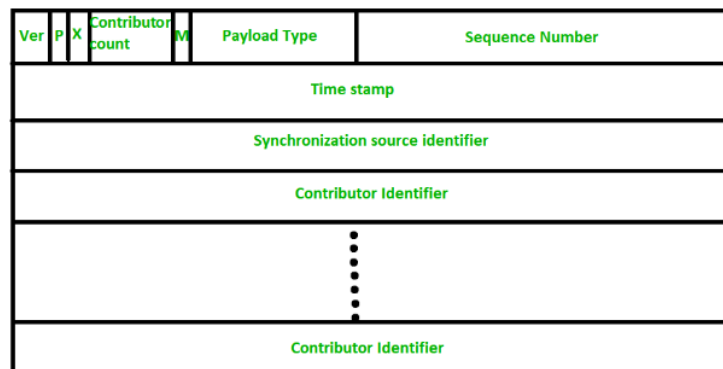 Ver P X Contributor count M Payload Type Sequence Number
Time stamp
Synchronization source identifier
Contributor Identifier
Contributor Identifier